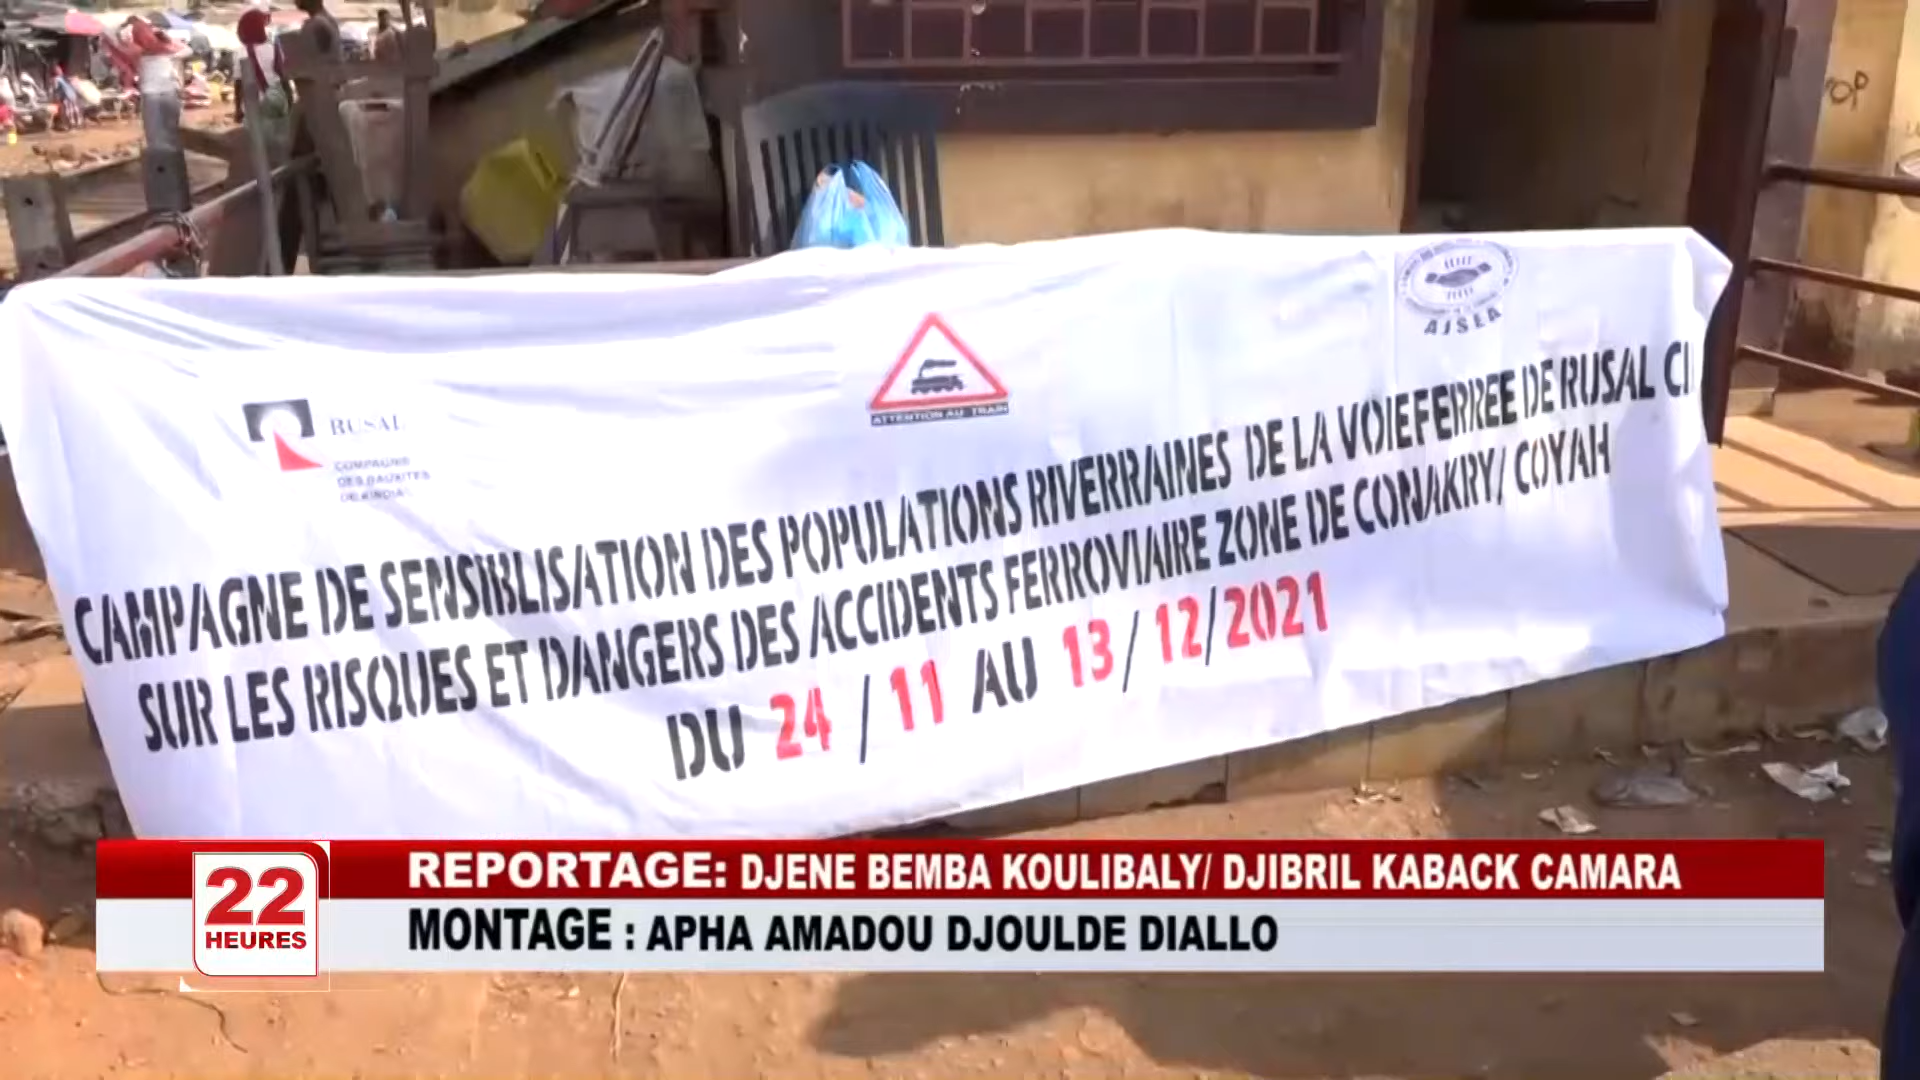 OP
AJSEA
RUSAL
COMPAGNIE
DES BAUXITES
DE KINDIA
ATTENTION AU TRAIN
CAMPAGNE DE SENSIBLISATION DES POPULATIONS RIVERRAINES DE LA VOIEFERREE DE RUSAL
SUR LES RISQUES ET DANGERS DES ACCIDENTS FERROVIAIRE ZONE DE CONAKRY/ COYAH
DU 24 / 11 AU 13 / 12/2021
22
HEURES
REPORTAGE: DJENE BEMBA KOULIBALY/ DJIBRIL KABACK CAMARA
MONTAGE : APHA AMADOU DJOULDE DIALLO